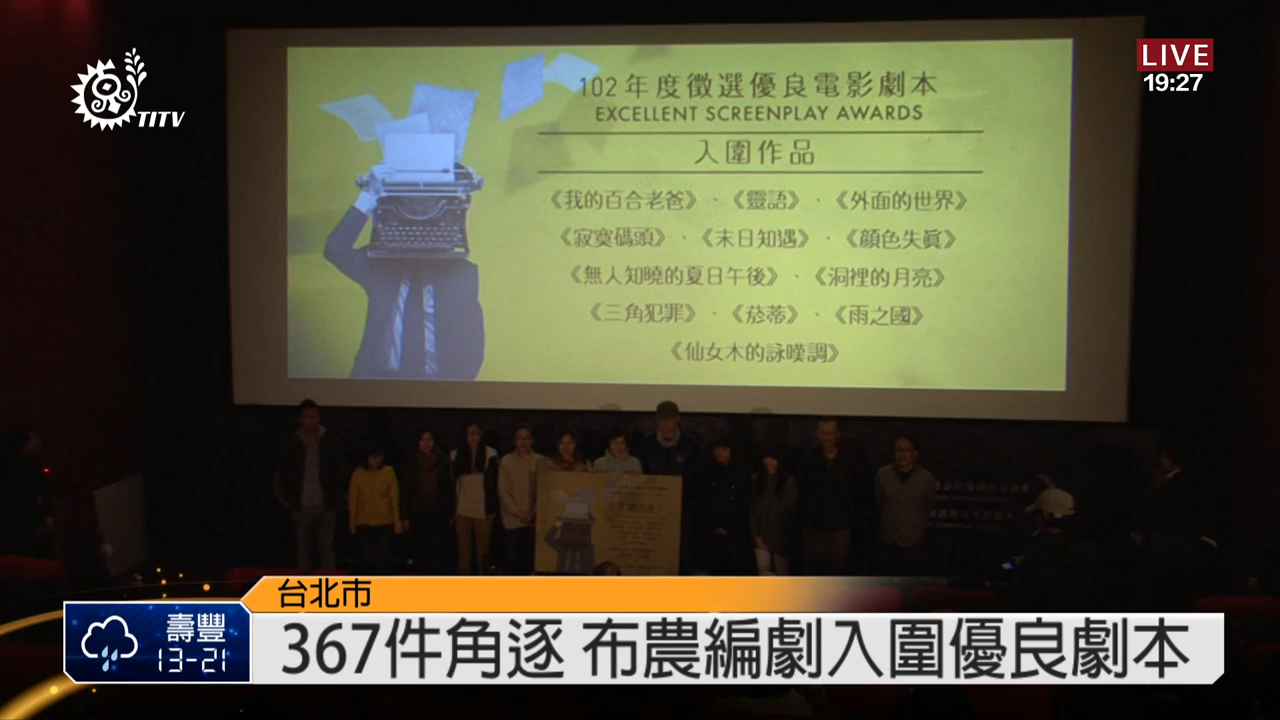 TITV
LIVE
19:27
102年度徵選優良電影劇本
EXCELLENT SCREENPLAY AWARDS
入圍作品
《我的百合老爸》、《靈語》、《外面的世界》
《寂寞碼頭》、《末日知遇》、《顏色失真》
《無人知曉的夏日午後》、《洞裡的月亮》
《三角犯罪》、《菸蒂》、《雨之國》
《仙女木的詠嘆調》
台北市
壽豐
13-21
367件角逐 布農編劇入圍優良劇本